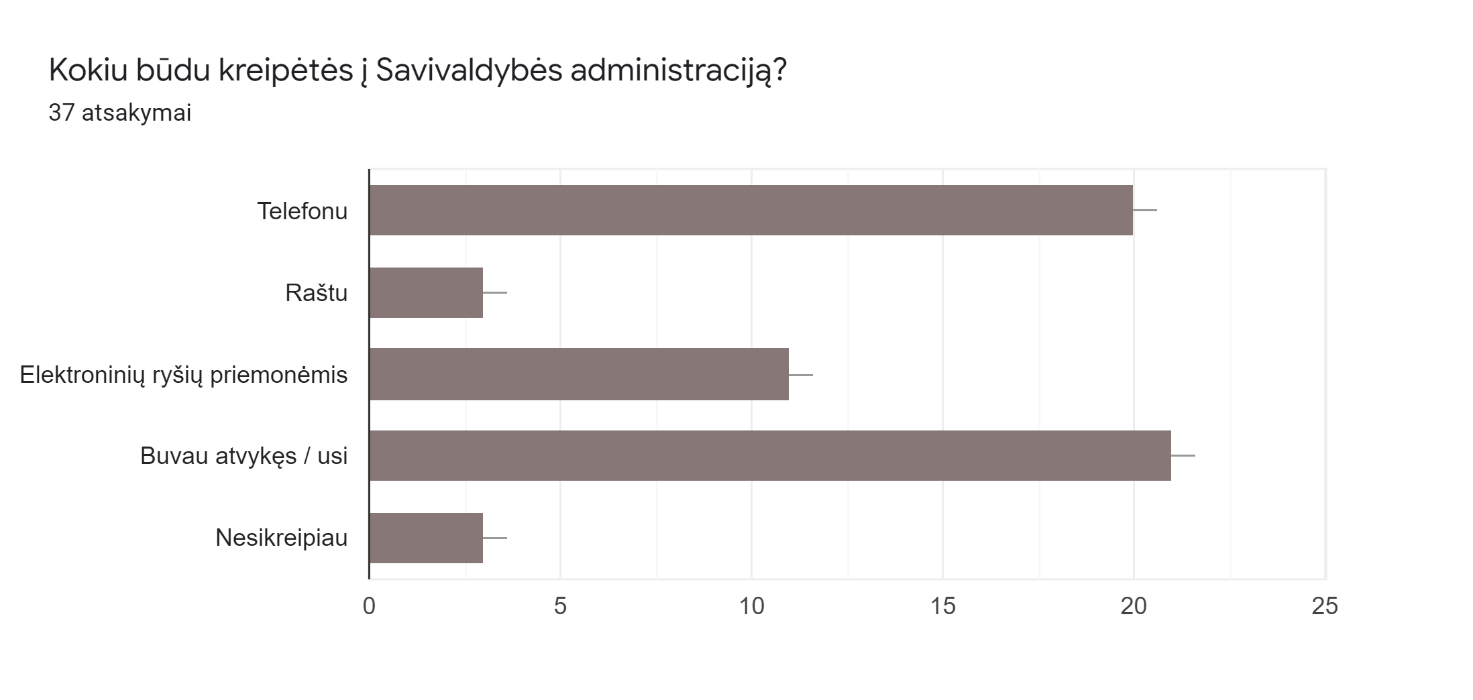 Kokiu būdu kreipėtės į Savivaldybės administraciją?
37 atsakymai
Telefonu
Raštu
Elektroninių ryšių priemonėmis
Buvau atvykęs / usi
Nesikreipiau
0 5 10 15 20 25